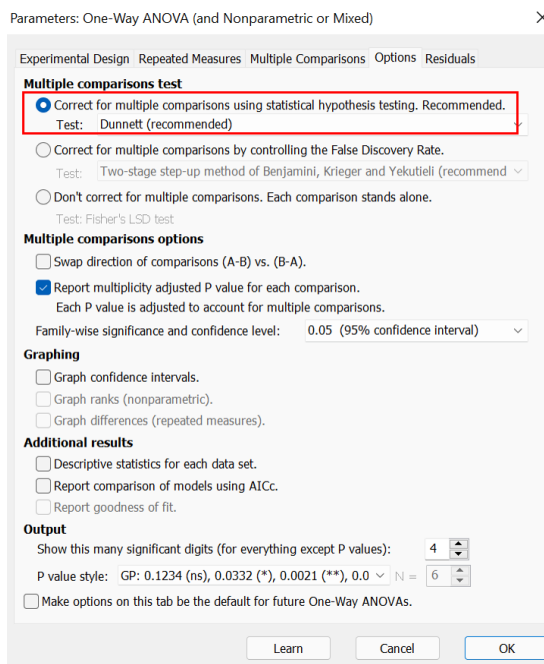 Parameters: One-Way ANOVA (and Nonparametric or Mixed)
Experimental Design Repeated Measures Multiple Comparisons Options Residuals
Multiple comparisons test
Correct for multiple comparisons using statistical hypothesis testing. Recommended.
Test: Dunnett (recommended)
Correct for multiple comparisons by controlling the False Discovery Rate.
Test: Two-stage step-up method of Benjamini, Krieger and Yekutieli (recommend
Don't correct for multiple comparisons. Each comparison stands alone.
Test: Fisher's LSD test
Multiple comparisons options
Swap direction of comparisons (A-B) vs. (B-A).
Report multiplicity adjusted P value for each comparison.
Each P value is adjusted to account for multiple comparisons.
Family-wise significance and confidence level: 0.05 (95% confidence interval)
Graphing
Graph confidence intervals.
Graph ranks (nonparametric).
Graph differences (repeated measures).
Additional results
Descriptive statistics for each data set.
Report comparison of models using AICc.
Report goodness of fit.
Output
Show this many significant digits (for everything except P values): 4
P value style: GP: 0.1234 (ns), 0.0332 (*), 0.0021 (**), 0.0 N = 6
Make options on this tab be the default for future One-Way ANOVAs.
Learn Cancel OK